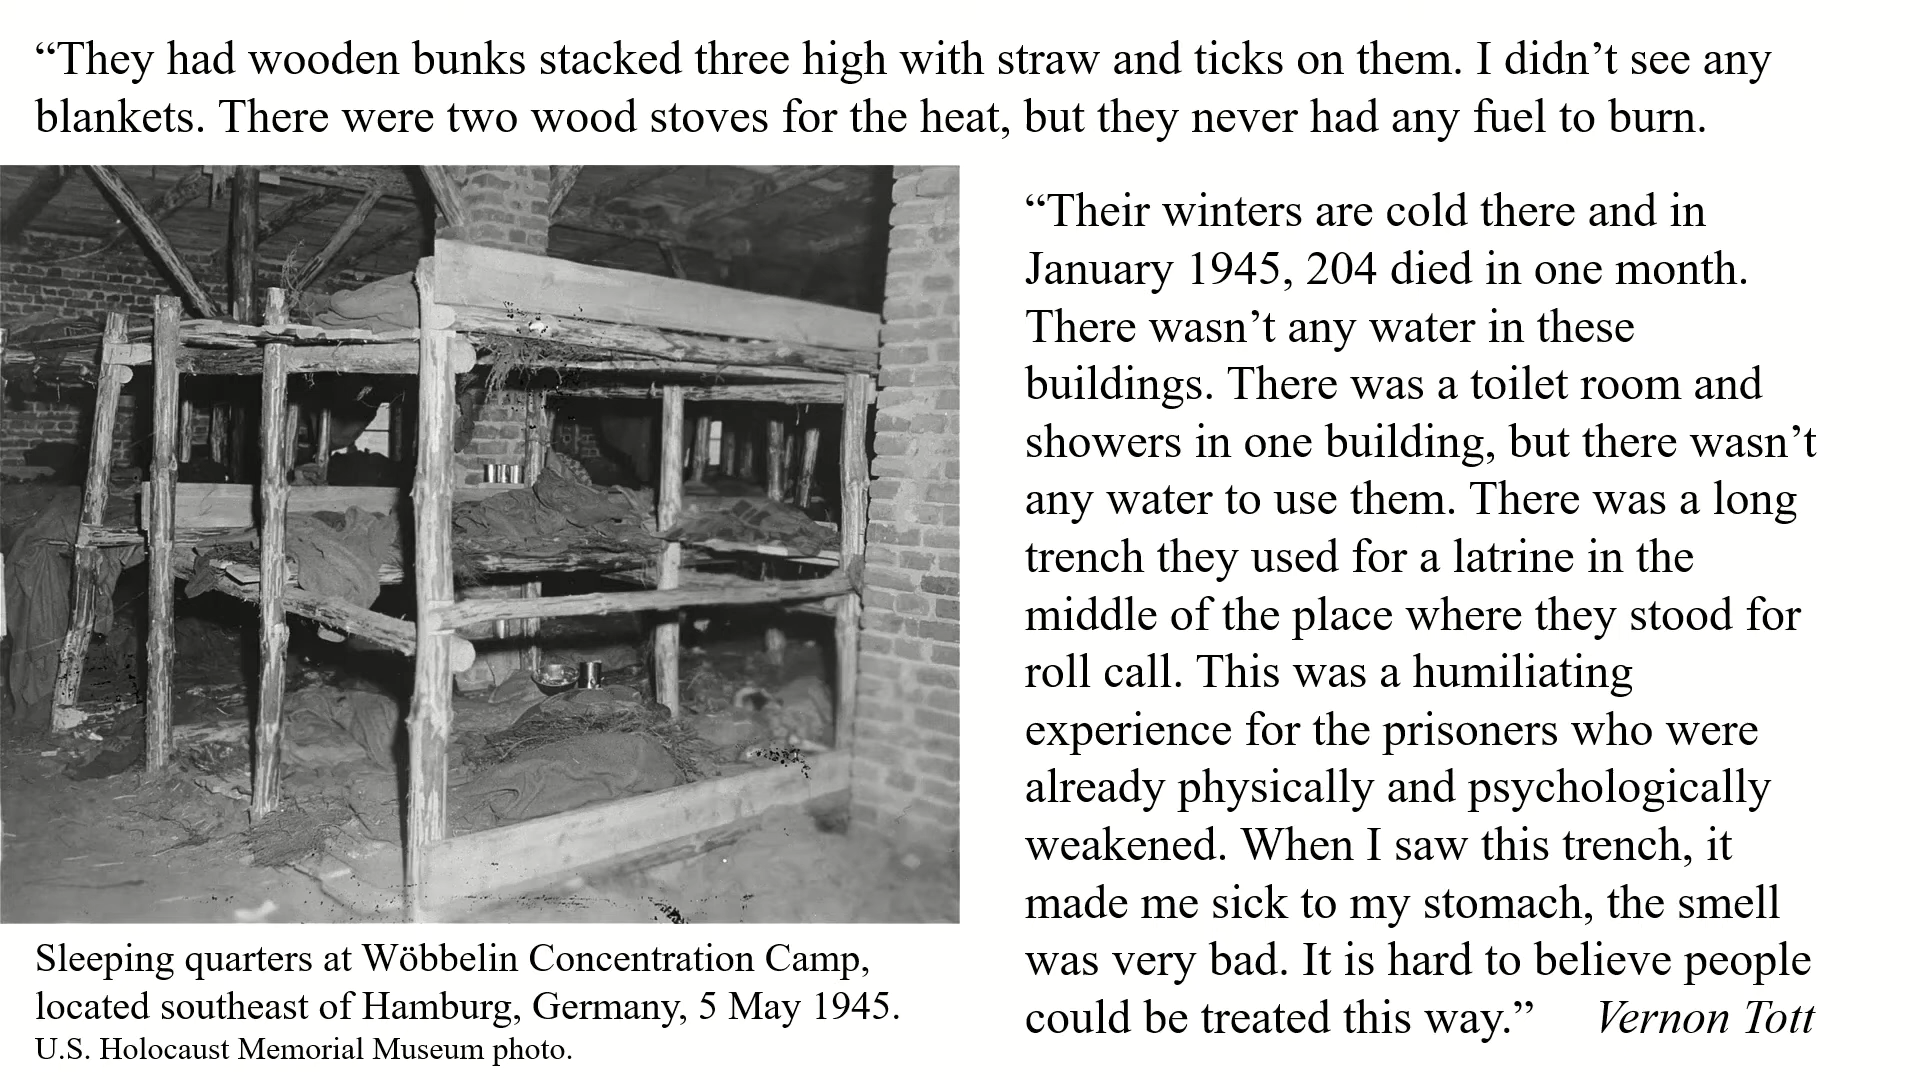 “They had wooden bunks stacked three high with straw and ticks on them. I didn’t see any
blankets. There were two wood stoves for the heat, but they never had any fuel to burn.
“Their winters are cold there and in
January 1945, 204 died in one month.
There wasn’t any water in these
buildings. There was a toilet room and
showers in one building, but there wasn’t
any water to use them. There was a long
trench they used for a latrine in the
middle of the place where they stood for
roll call. This was a humiliating
experience for the prisoners who were
already physically and psychologically
weakened. When I saw this trench, it
made me sick to my stomach, the smell
was very bad. It is hard to believe people
could be treated this way.” Vernon Tott
Sleeping quarters at Wöbbelin Concentration Camp,
located southeast of Hamburg, Germany, 5 May 1945.
U.S. Holocaust Memorial Museum photo.